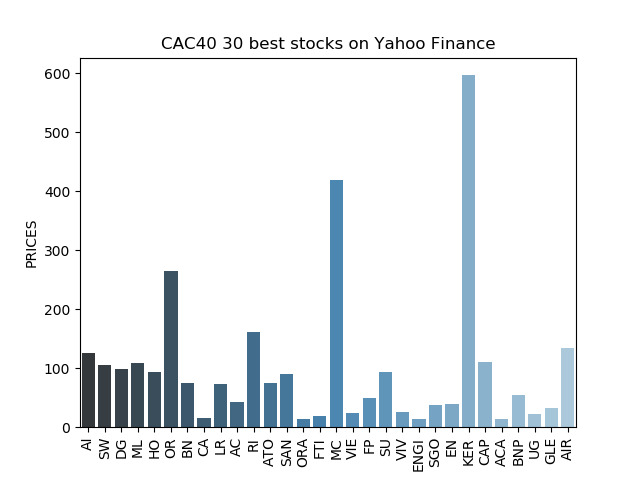 CAC40 30 best stocks on Yahoo Finance
600
500
400
300
200
100
0
PRICES
AI
SW
DG
ML
HO
OR
BN
CA
LR
AC
RI
ATO
SAN
ORA
FTI
MC
VIE
FP
SU
VIV
ENGI
SGO
EN
KER
CAP
ACA
BNP
UG
GLE
AIR